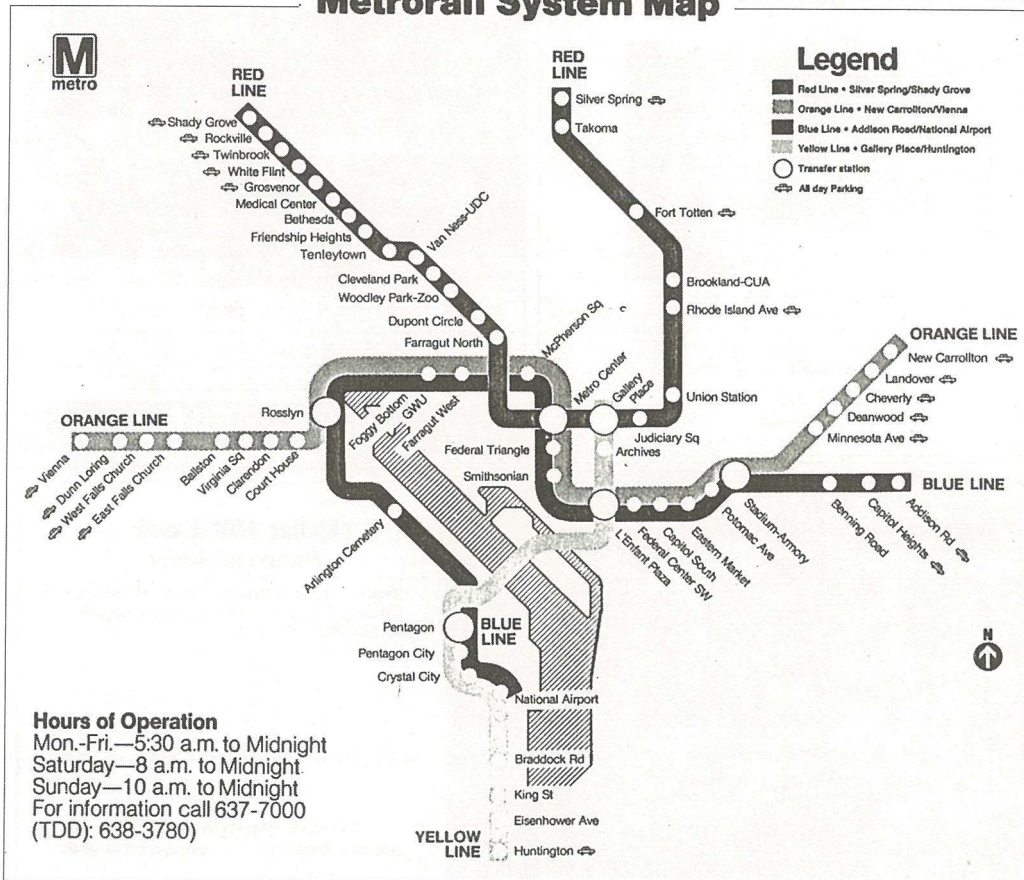 Metrorail System Map
M
metro
RED
LINE
Shady Grove
Rockville
Twinbrook
White Flint
Grosvenor
Medical Center
Bethesda
Friendship Heights
Tenleytown
Van Ness-UDC
Cleveland Park
Woodley Park-Zoo
Dupont Circle
Farragut North
RED
LINE
Silver Spring
Takoma
Fort Totten
Brookland-CUA
Rhode Island Ave
Union Station
Judiciary Sq
Gallery
Place
Metro Center
McPherson Sq
Legend
Red Line • Silver Spring/Shady Grove
Orange Line • New Carrollton/Vienna
Blue Line • Addison Road/National Airport
Yellow Line • Gallery Place/Huntington
Transfer station
All day Parking
ORANGE LINE
New Carrollton
Landover
Cheverly
Deanwood
Minnesota Ave
ORANGE LINE
Vienna
Dunn Loring
West Falls Church
East Falls Church
Ballston
Virginia Sq
Clarendon
Court House
Rosslyn
Foggy Bottom
GWU
Farragut West
Federal Triangle
Smithsonian
Archives
L'Enfant Plaza
Federal Center SW
Capitol South
Eastern Market
Potomac Ave
Stadium-Armory
BLUE LINE
Benning Road
Capitol Heights
Addison Rd
Arlington Cemetery
Pentagon
BLUE
LINE
Pentagon City
Crystal City
National Airport
Braddock Rd
King St
Eisenhower Ave
YELLOW
LINE
Huntington
N
Hours of Operation
Mon.-Fri.—5:30 a.m. to Midnight
Saturday—8 a.m. to Midnight
Sunday—10 a.m. to Midnight
For information call 637-7000
(TDD): 638-3780)